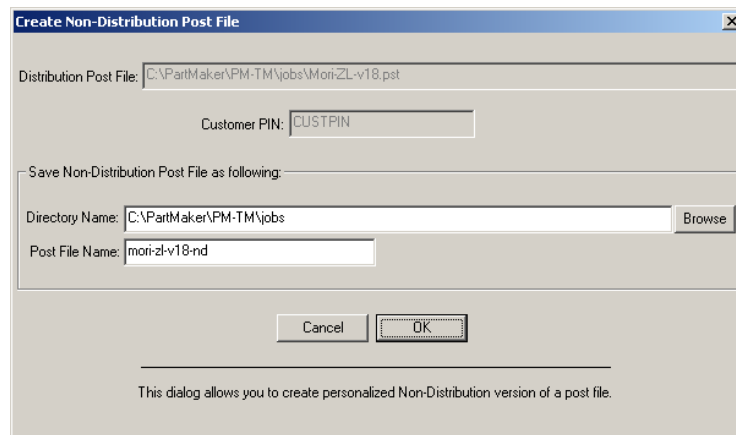 Create Non-Distribution Post File
Distribution Post File: C:\PartMaker\PM-TM\jobs\Mori-ZL-v18.pst
Customer PIN: CUSTPIN
Save Non-Distribution Post File as following:
Directory Name: C:\PartMaker\PM-TM\jobs Browse
Post File Name: mori-zl-v18-nd
Cancel OK
This dialog allows you to create personalized Non-Distribution version of a post file.